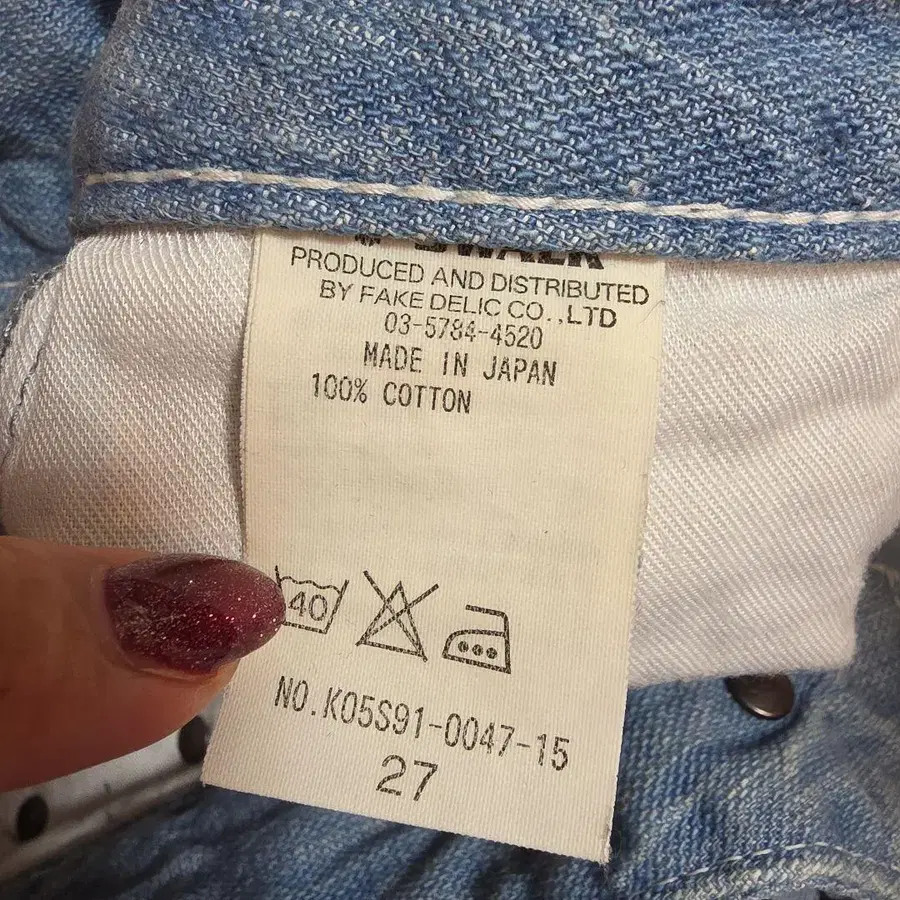 PRODUCED AND DISTRIBUTED
BY FAKE DELIC CO.,LTD
03-5784-4520
MADE IN JAPAN
100% COTTON
40
NO.K05S91-0047-15
27